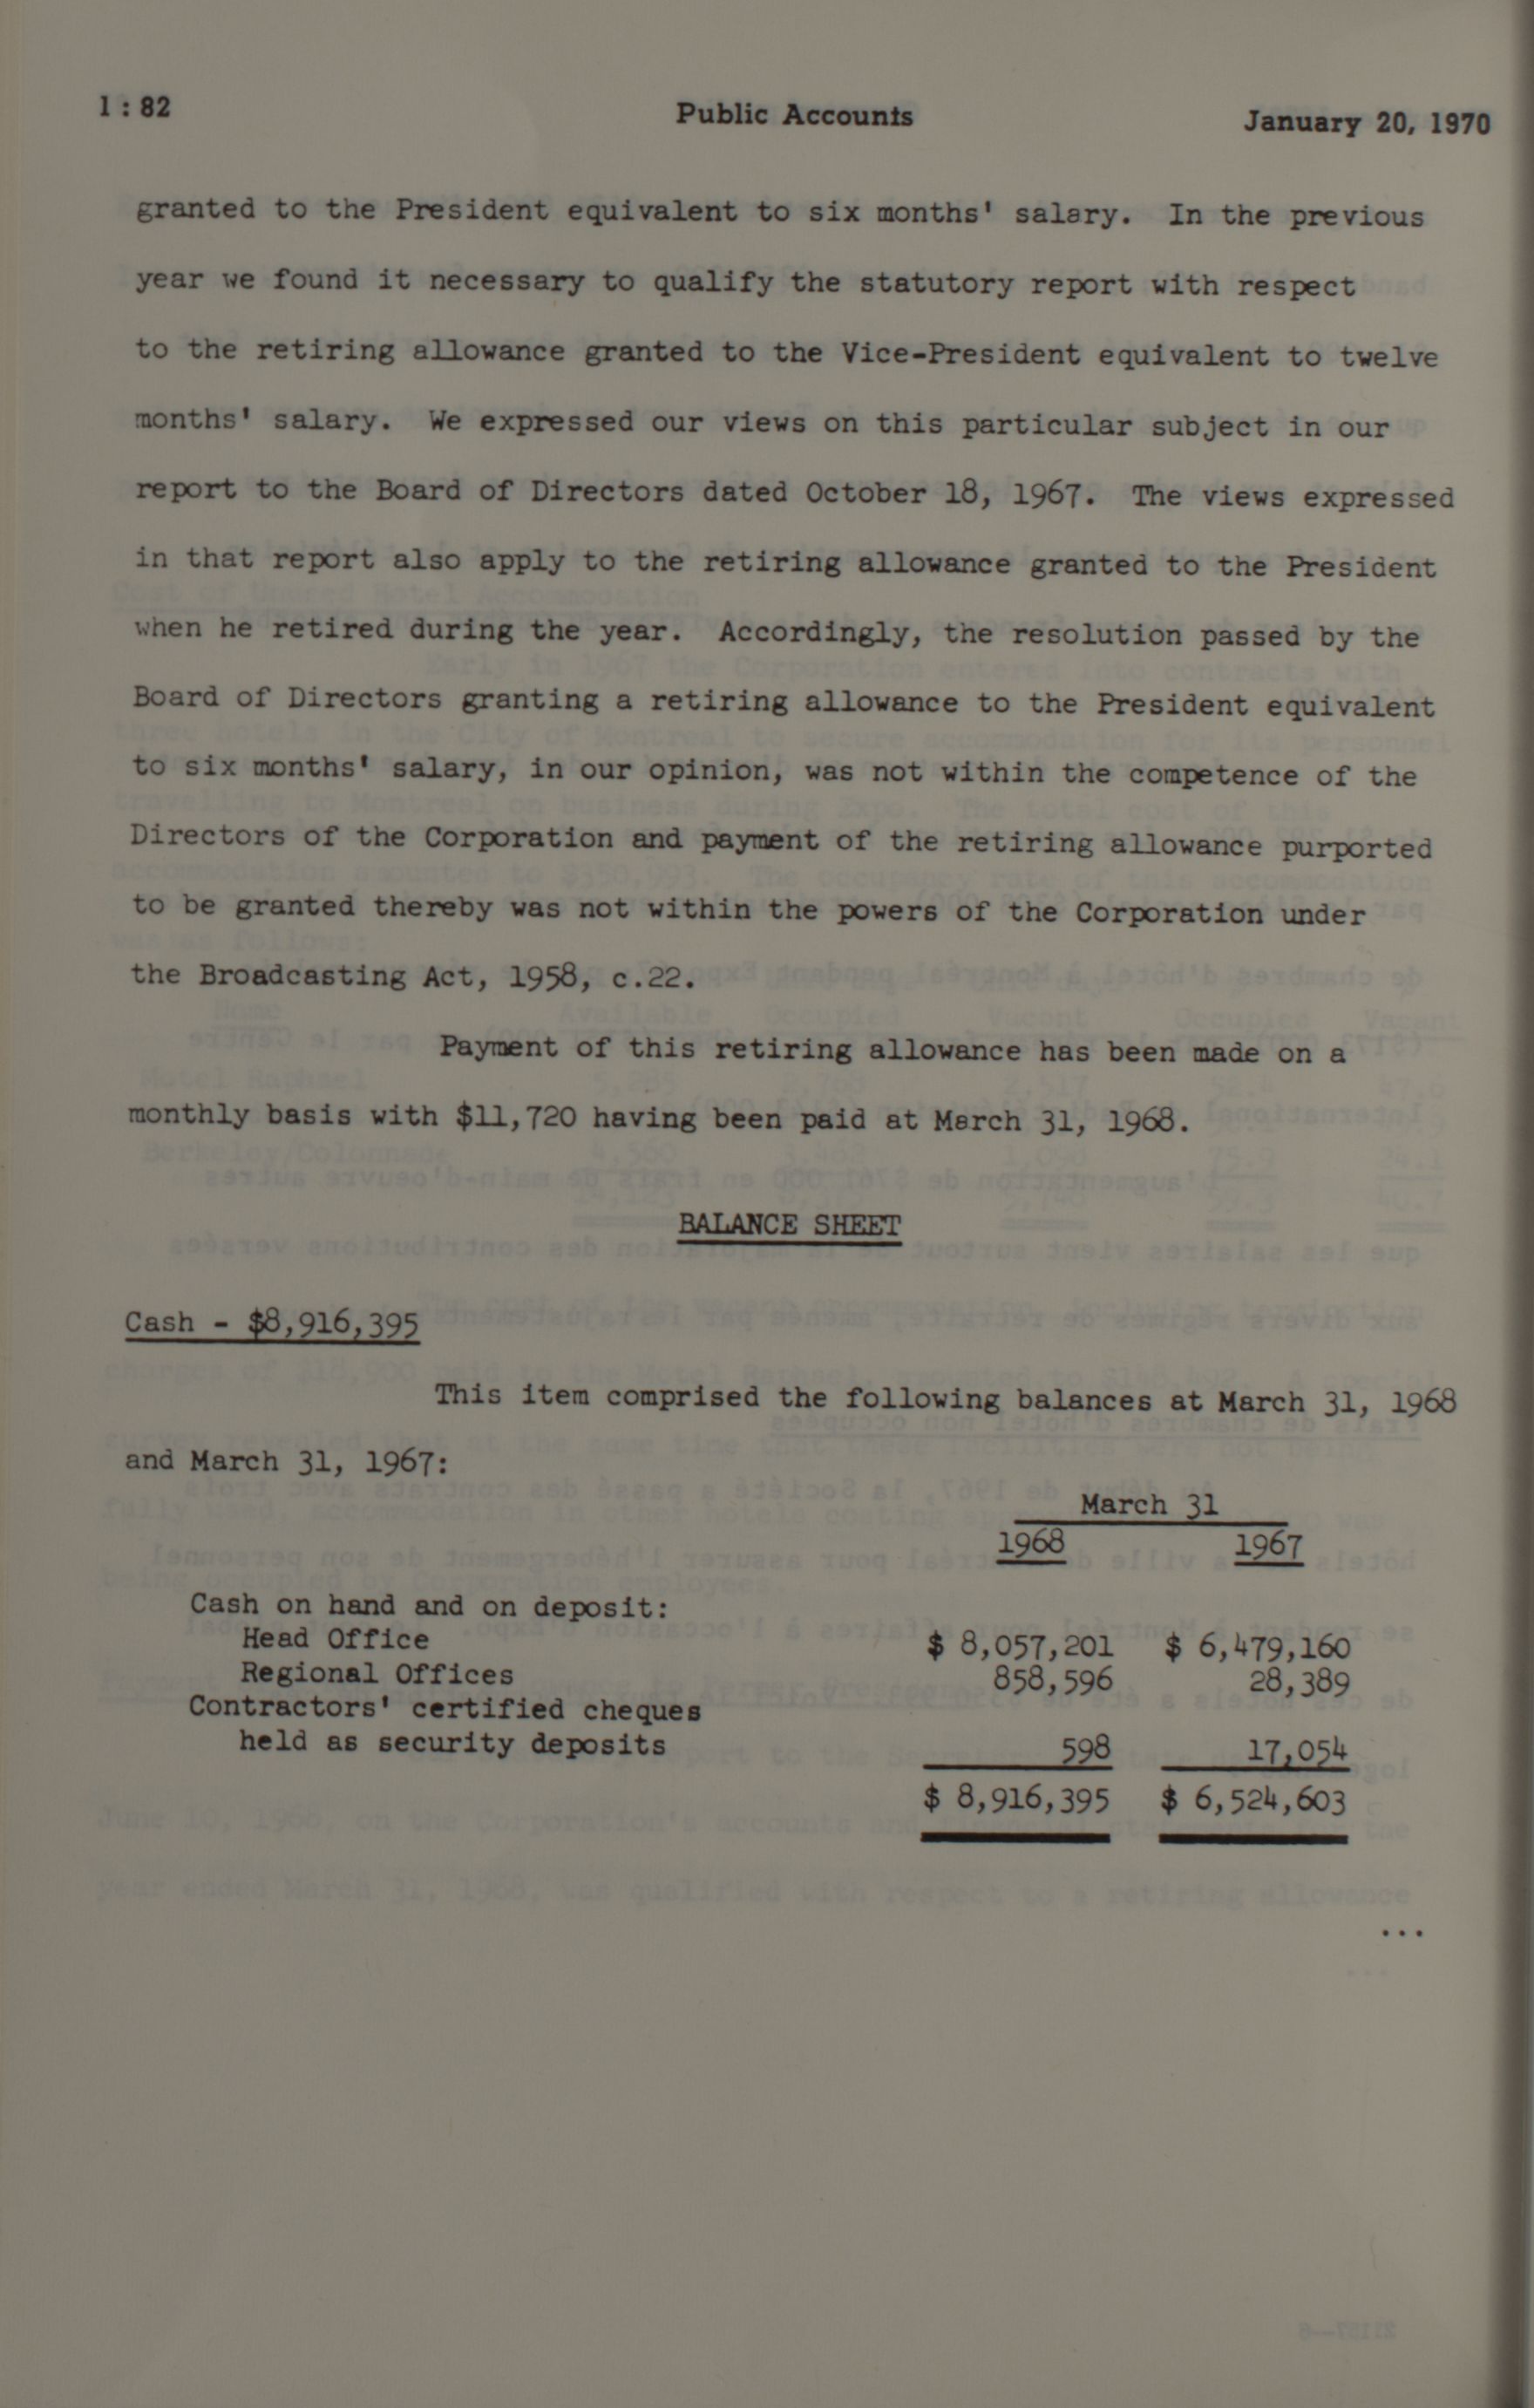 1 : 82 Public Accounts January 20, 1970
granted to the President equivalent to six months' salary. In the previous
year we found it necessary to qualify the statutory report with respect
to the retiring allowance granted to the Vice-President equivalent to twelve
months' salary. We expressed our views on this particular subject in our
report to the Board of Directors dated October 18, 1967. The views expressed
in that report also apply to the retiring allowance granted to the President
when he retired during the year. Accordingly, the resolution passed by the
Board of Directors granting a retiring allowance to the President equivalent
to six months' salary, in our opinion, was not within the competence of the
Directors of the Corporation and payment of the retiring allowance purported
to be granted thereby was not within the powers of the Corporation under
the Broadcasting Act, 1958, c.22.
Payment of this retiring allowance has been made on a
monthly basis with $11,720 having been paid at March 31, 1968.
BALANCE SHEET
Cash - $8,916,395
This item comprised the following balances at March 31, 1968
and March 31, 1967:
March 31
1968 1967
Cash on hand and on deposit:
Head Office $ 8,057,201 $ 6,479,160
Regional Offices 858,596 28,389
Contractors' certified cheques
held as security deposits 598 17,054
$ 8,916,395 $ 6,524,603
...